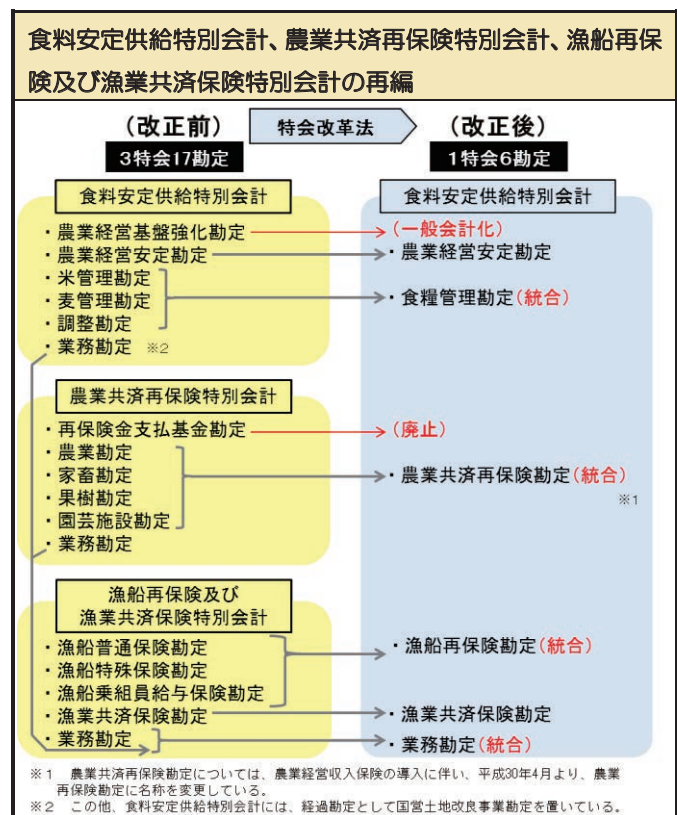 食料安定供給特別会計、農業共済再保険特別会計、漁船再保
険及び漁業共済保険特別会計の再編
(改正前)
特会改革法
(改正後)
3特会17勘定
1特会6勘定
食料安定供給特別会計
食料安定供給特別会計
・農業経営基盤強化勘定
(一般会計化)
・農業経営安定勘定
・農業経営安定勘定
・米管理勘定
・麦管理勘定
・食糧管理勘定(統合)
・調整勘定
・業務勘定 ※2
農業共済再保険特別会計
・再保険金支払基金勘定
(廃止)
・農業勘定
・家畜勘定
・農業共済再保険勘定(統合)
※1
・果樹勘定
・園芸施設勘定
・業務勘定
漁船再保険及び
漁業共済保険特別会計
・漁船普通保険勘定
・漁船再保険勘定(統合)
・漁船特殊保険勘定
・漁船乗組員給与保険勘定
・漁業共済保険勘定
・漁業共済保険勘定
・業務勘定
・業務勘定(統合)
※1 農業共済再保険勘定については、農業経営収入保険の導入に伴い、平成30年4月より、農業
再保険勘定に名称を変更している。
※2 この他、食料安定供給特別会計には、経過勘定として国営土地改良事業勘定を置いている。